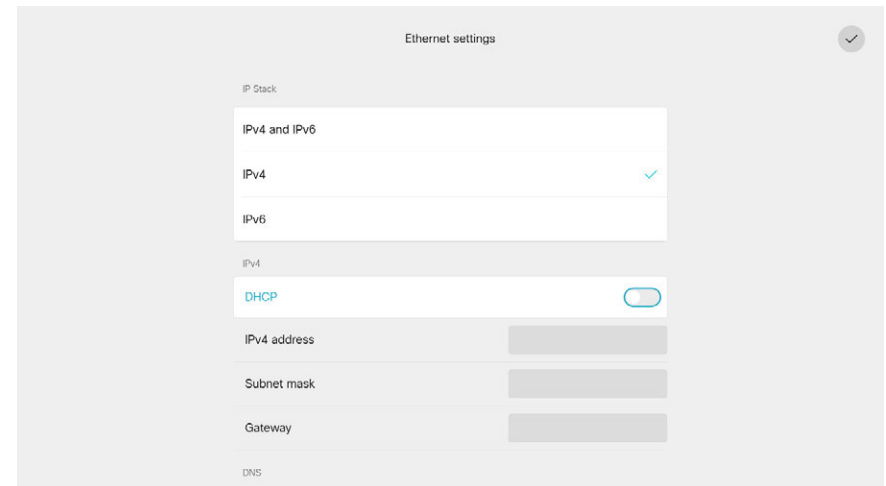 Ethernet settings
IP Stack
IPv4 and IPv6
IPv4
IPv6
IPv4
DHCP
IPv4 address
Subnet mask
Gateway
DNS